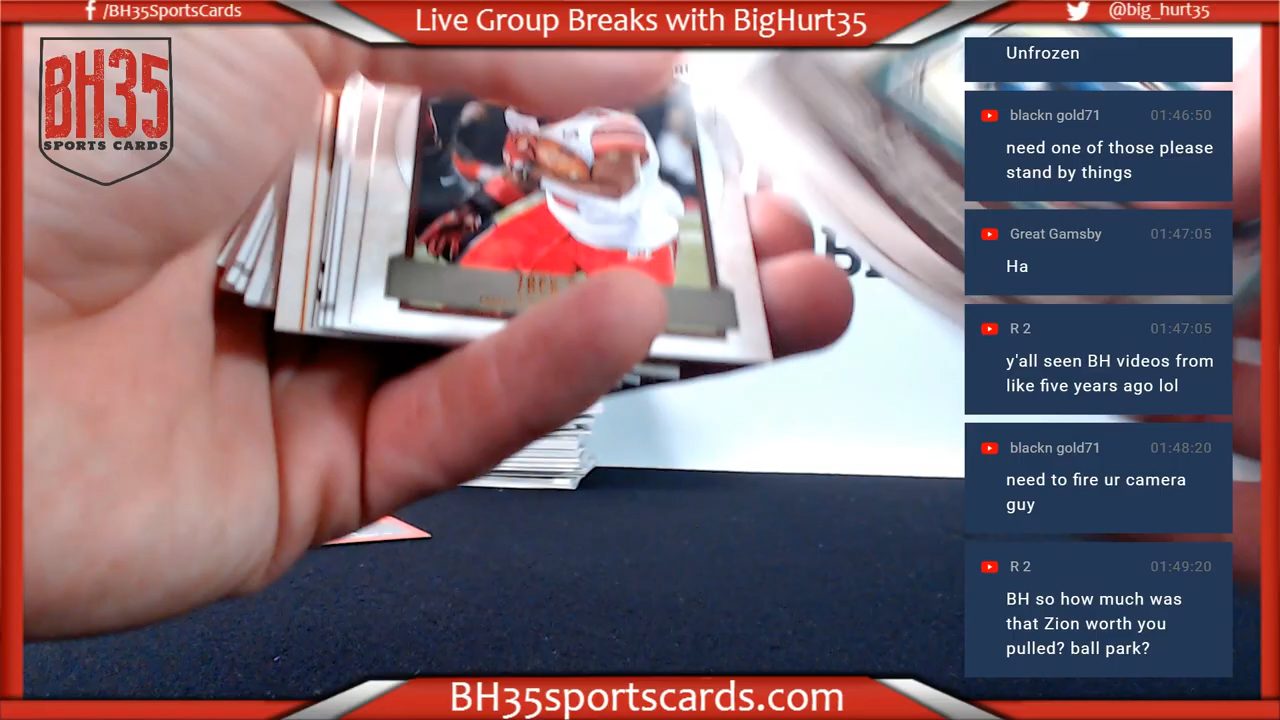 /BH35SportsCards
Live Group Breaks with BigHurt35
@big_hurt35
BH35
SPORTS CARDS
Unfrozen
blackn gold71 01:46:50
need one of those please
stand by things
Great Gamsby 01:47:05
Ha
R 2 01:47:05
y'all seen BH videos from
like five years ago lol
blackn gold71 01:48:20
need to fire ur camera
guy
R 2 01:49:20
BH so how much was
that Zion worth you
pulled? ball park?
BH35sportscards.com